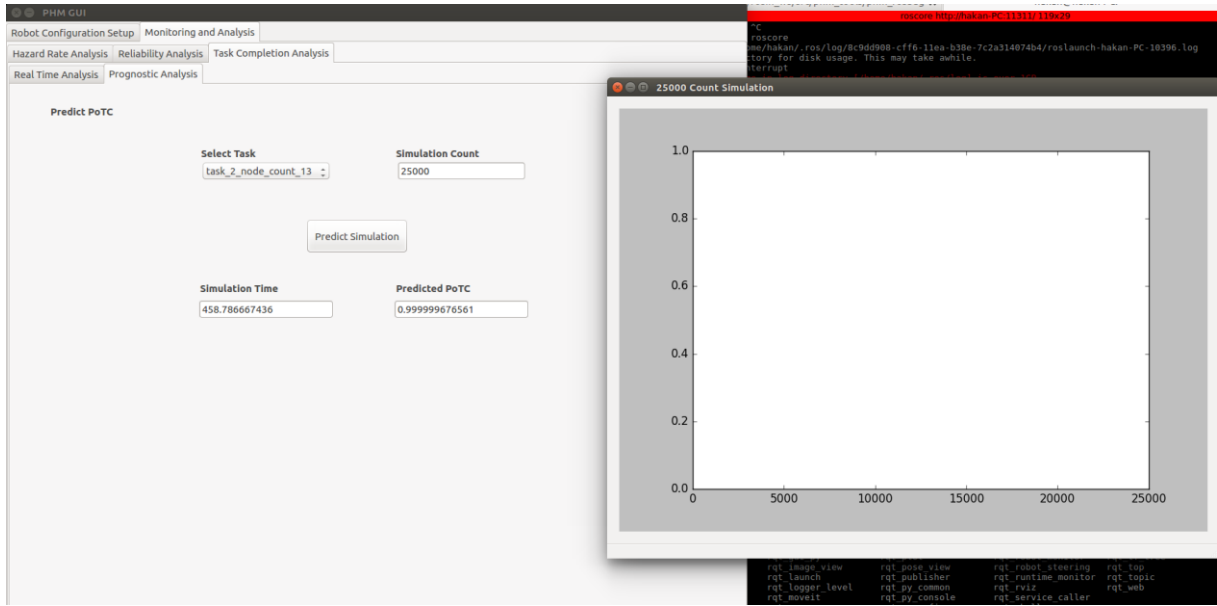 PHM GUI
Robot Configuration Setup Monitoring and Analysis
Hazard Rate Analysis Reliability Analysis Task Completion Analysis
Real Time Analysis Prognostic Analysis
Predict PoTC
Select Task Simulation Count
task_2_node_count_13 25000
Predict Simulation
Simulation Time Predicted PoTC
458.786667436 0.999999676561
roscore http://hakan-PC:11311/ 119x29
^C
roscore
ome/hakan/.ros/log/8c9dd908-cff6-11ea-b38e-7c2a314074b4/roslaunch-hakan-PC-10396.log
ctory for disk usage. This may take awhile.
nterrupt
25000 Count Simulation
1.0
0.8
0.6
0.4
0.2
0.0
0 5000 10000 15000 20000 25000
rqt_image_view rqt_pose_view rqt_robot_steering rqt_top
rqt_launch rqt_publisher rqt_runtime_monitor rqt_topic
rqt_logger_level rqt_py_common rqt_rviz rqt_web
rqt_moveit rqt_py_console rqt_service_caller